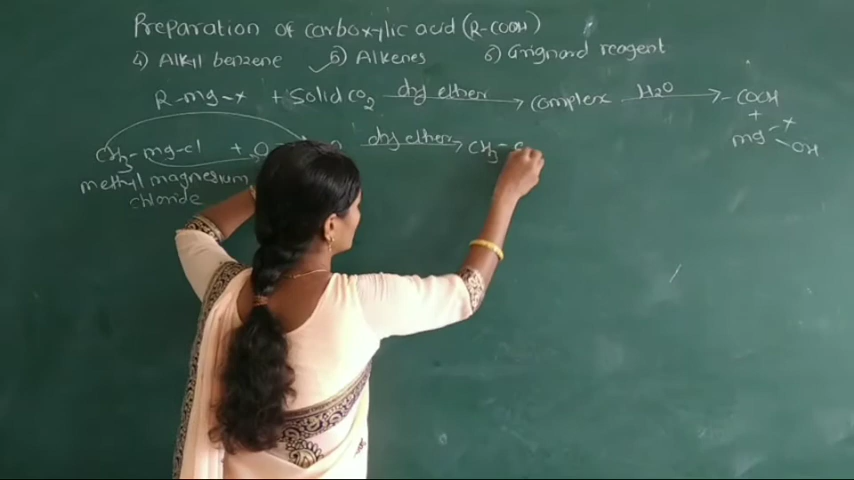 Preparation of carboxylic acid (R-COOH)
4) Alkyl benzene 5) Alkenes 6) Grignard reagent
R-mg-x + Solid CO2 dry ether complex H2O - COOH
+
mg x
OH
CH3-mg-cl + O dry ether CH3-C
methyl magnesium
chloride